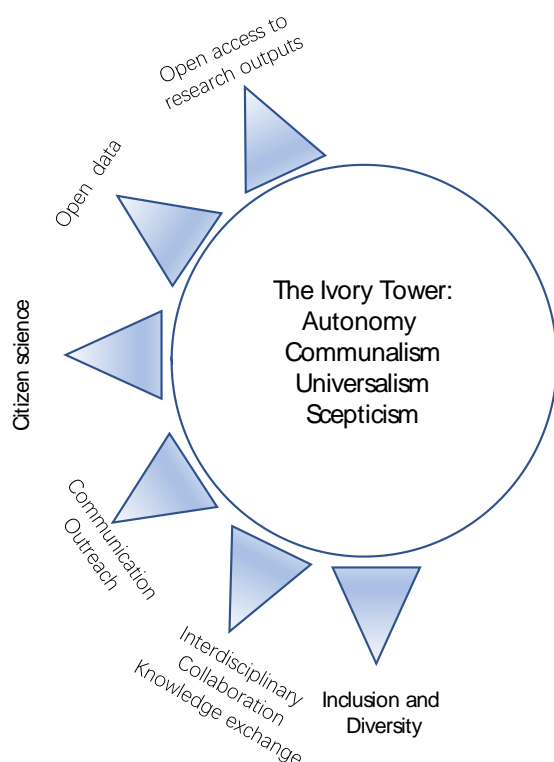 Open access to
research outputs
Open data
Citizen science
The Ivory Tower:
Autonomy
Communalism
Universalism
Scepticism
Communication
Outreach
Interdisciplinary
Collaboration
Knowledge exchange
Inclusion and
Diversity